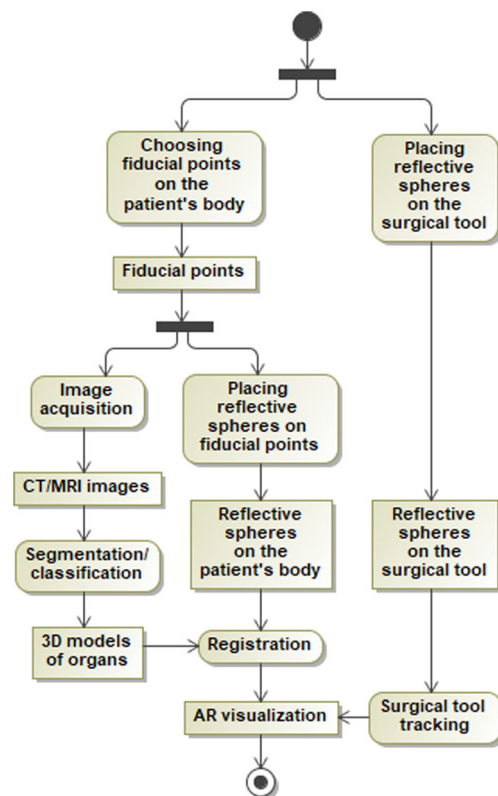 Choosing
fiducial points
on the
patient's body
Placing
reflective
spheres
on the
surgical tool
Fiducial points
Image
acquisition
Placing
reflective
spheres on
fiducial points
CT/MRI images
Reflective
spheres
on the
patient's body
Reflective
spheres
on the
surgical tool
Segmentation/
classification
3D models
of organs
Registration
AR visualization
Surgical tool
tracking